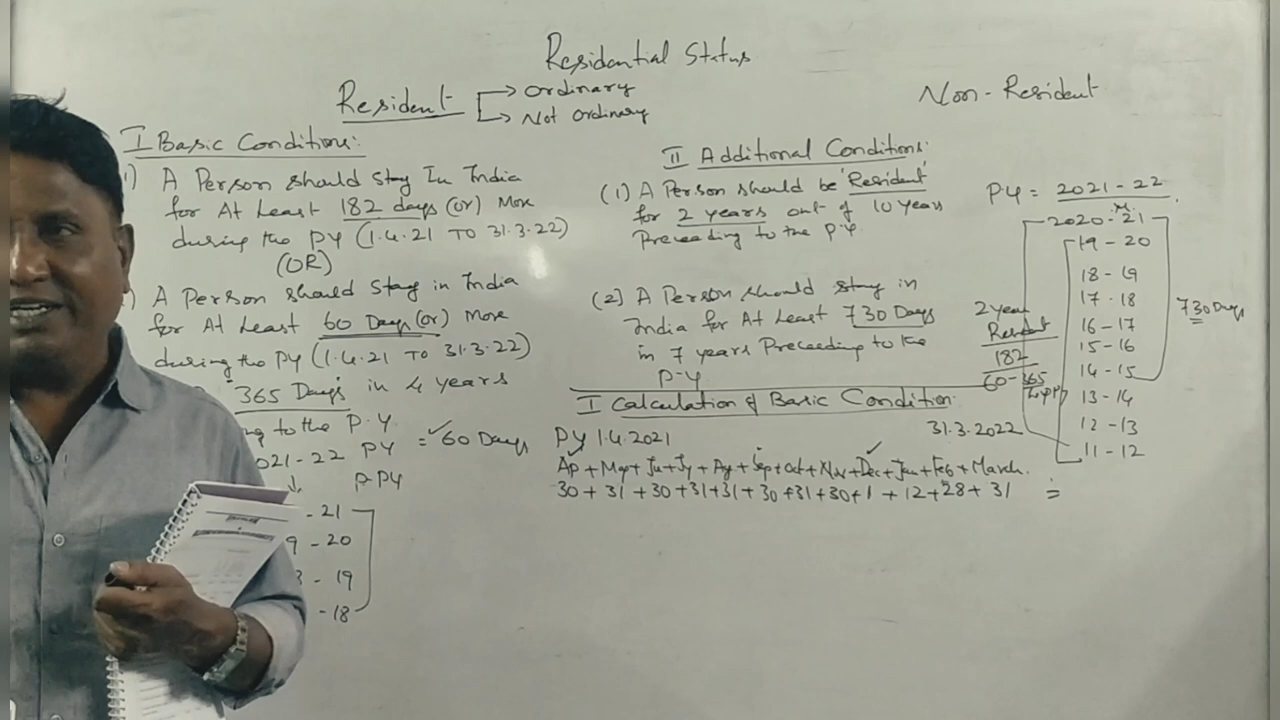 Residential Status
Resident → Ordinary
→ Not Ordinary
Non-Resident
I Basic Conditions:
) A Person should Stay In India
for At Least 182 days (or) More
during the PY (1.4.21 TO 31.3.22)
(OR)
) A Person should Stay in India
for At Least 60 Days (or) More
during the PY (1.4.21 TO 31.3.22)
"365 Days" in 4 years
ng to the P.Y.
021-22 PY = ✓60 Days
↓ P.PY
- 21
9 - 20
- 19
- 18
II Additional Conditions:
(1) A Person should be 'Resident'
for 2 years out of 10 years
Preceeding to the P.Y.
(2) A Person should stay in
India for At Least 730 Days
in 7 years Preceeding to the
P.Y
PY = 2021-22
2020-21
19-20
18-19
17-18
16-17
15-16
14-15
13-14
12-13
11-12
730 Days
2 year
Resident
182
60-365
I Calculation of Basic Condition
PY 1.4.2021 31.3.2022
Ap + May + Ju + Jy + Ag + Sep + Oct + Nov + Dec + Jan + Feb + March.
30 + 31 + 30 + 31 + 31 + 30 + 31 + 30 + 1 + 12 + 28 + 31 =